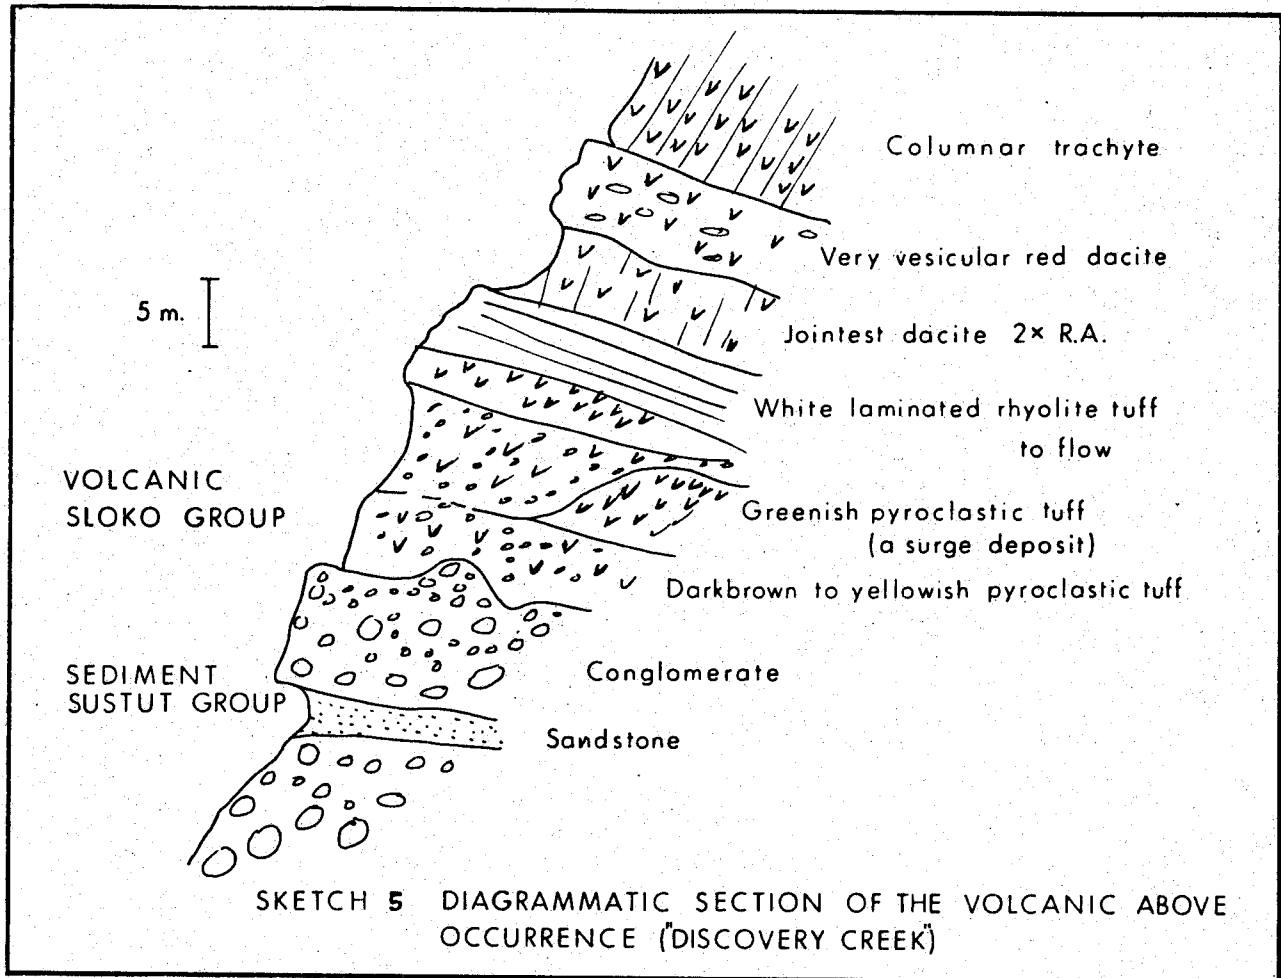 Columnar trachyte
Very vesicular red dacite
5 m.
Jointest dacite 2× R.A.
White laminated rhyolite tuff
to flow
VOLCANIC
SLOKO GROUP
Greenish pyroclastic tuff
(a surge deposit)
Darkbrown to yellowish pyroclastic tuff
Conglomerate
SEDIMENT
SUSTUT GROUP
Sandstone
SKETCH 5 DIAGRAMMATIC SECTION OF THE VOLCANIC ABOVE
OCCURRENCE ("DISCOVERY CREEK")